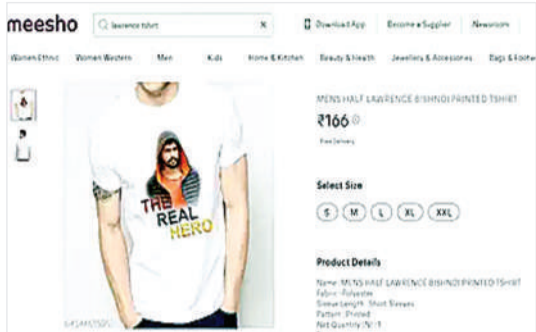 meesho
lawrence tshirt
×
Download App
Become a Supplier
Newsroom
Women Ethnic
Women Western
Men
Kids
Home & Kitchen
Beauty & Health
Jewellery & Accessories
Bags & Footw
MENS HALF LAWRENCE BISHNOI PRINTED TSHIRT
₹166
Free Delivery
THE
REAL
HERO
Select Size
S
M
L
XL
XXL
Product Details
Name : MENS HALF LAWRENCE BISHNOI PRINTED TSHIRT
Fabric : Polyester
Sleeve Length : Short Sleeves
Pattern : Printed
Net Quantity (N) : 1